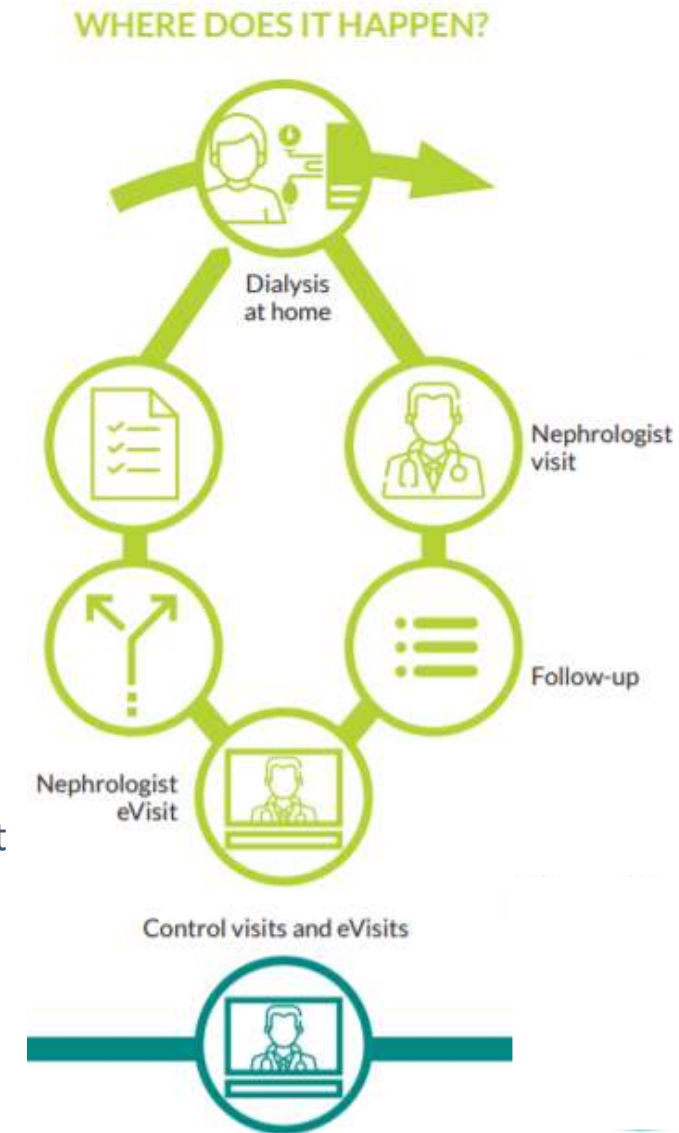 WHERE DOES IT HAPPEN?
Dialysis
at home
Nephrologist
visit
Follow-up
Nephrologist
eVisit
t
Control visits and eVisits